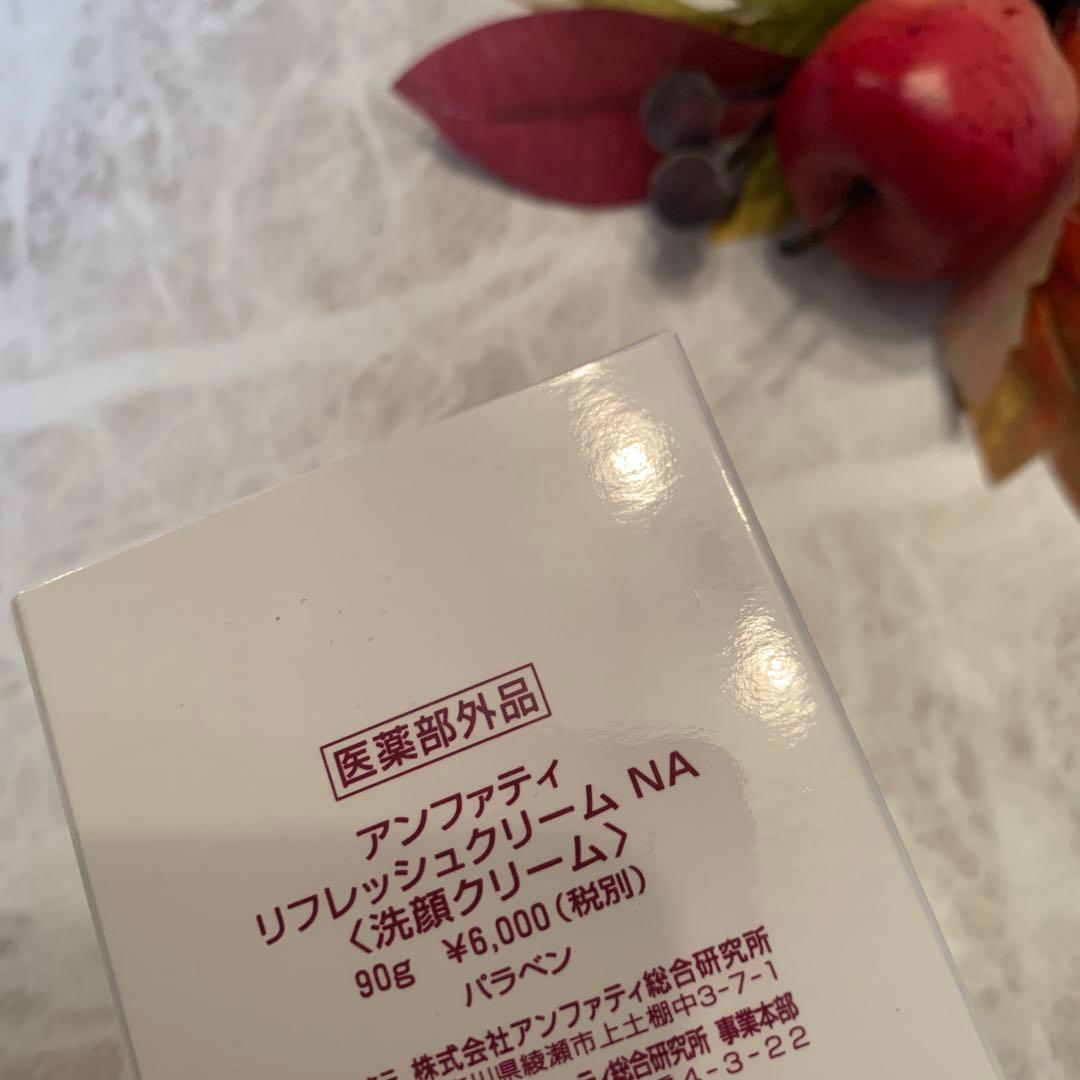 医薬部外品
アンファティ
リフレッシュクリーム NA
〈洗顔クリーム〉
90g ¥6,000(税別)
パラベン
株式会社アンファティ総合研究所
川県綾瀬市上土棚中3-7-1
ティ総合研究所 事業本部
4-3-22